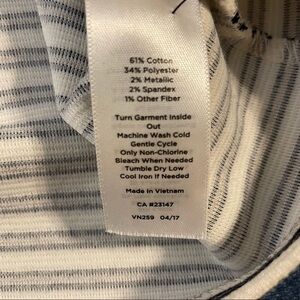 61% Cotton
34% Polyester
2% Metallic
2% Spandex
1% Other Fiber
Turn Garment Inside
Out
Machine Wash Cold
Gentle Cycle
Only Non-Chlorine
Bleach When Needed
Tumble Dry Low
Cool Iron If Needed
Made in Vietnam
CA #23147
VN259 04/17